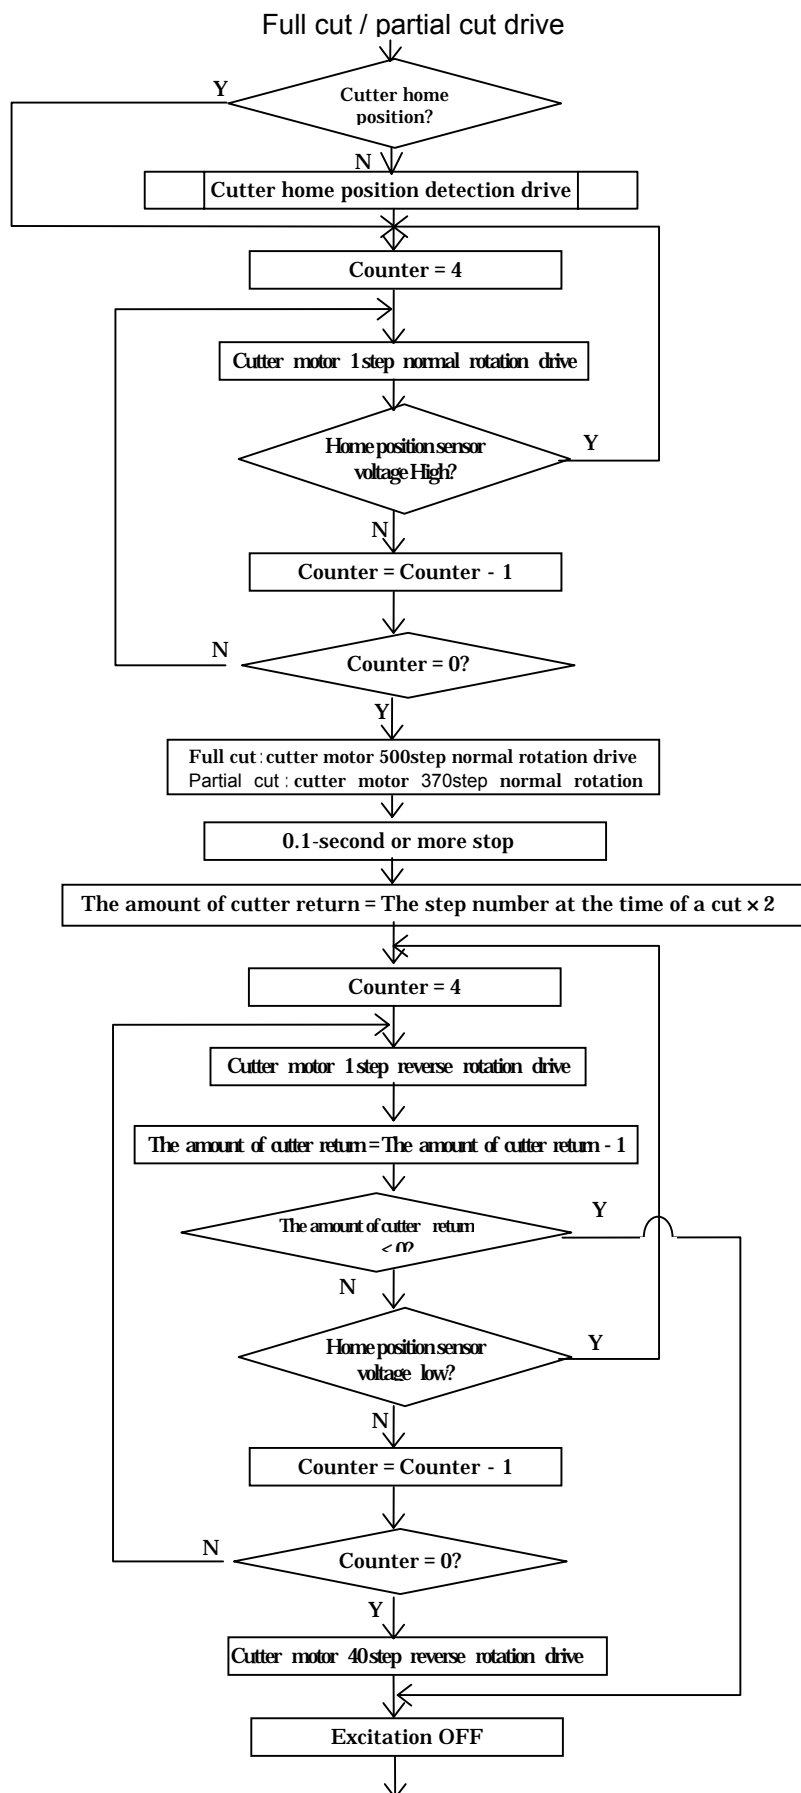 Full cut / partial cut drive
Y
Cutter home
position?
N
Cutter home position detection drive
Counter = 4
Cutter motor 1step normal rotation drive
Home position sensor
voltage High?
Y
N
Counter = Counter - 1
N
Counter = 0?
Y
Full cut : cutter motor 500step normal rotation drive
Partial cut : cutter motor 370step normal rotation
0.1-second or more stop
The amount of cutter return = The step number at the time of a cut × 2
Counter = 4
Cutter motor 1step reverse rotation drive
The amount of cutter return = The amount of cutter return - 1
The amount of cutter return
< 0?
Y
N
Home position sensor
voltage low?
Y
N
Counter = Counter - 1
N
Counter = 0?
Y
Cutter motor 40step reverse rotation drive
Excitation OFF